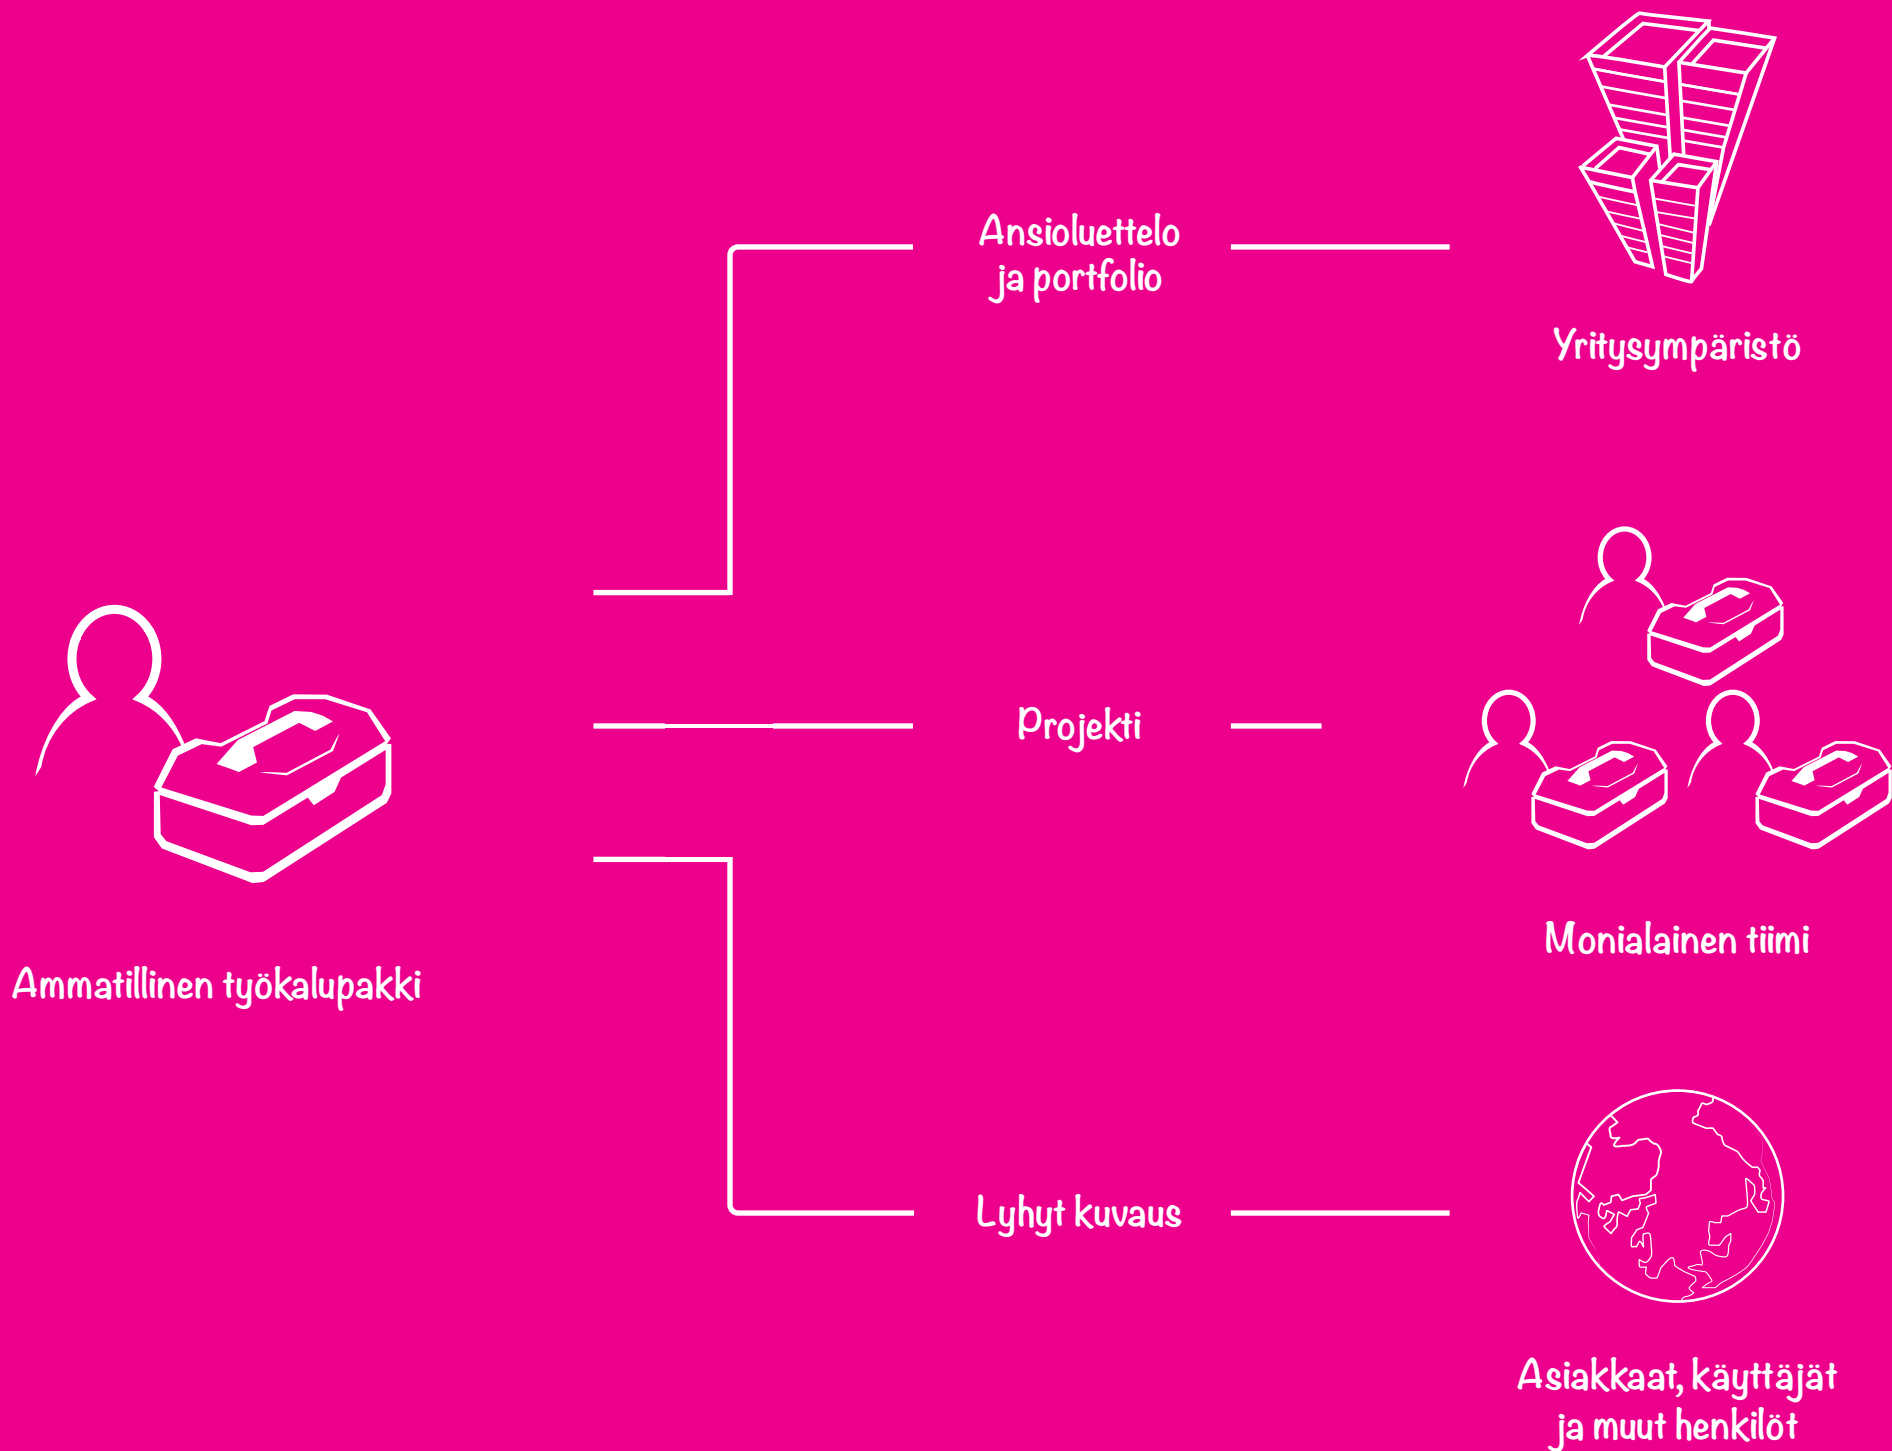 Ansioluettelo
ja portfolio
Yritysympäristö
Projekti
Monialainen tiimi
Ammatillinen työkalupakki
Lyhyt kuvaus
Asiakkaat, käyttäjät
ja muut henkilöt